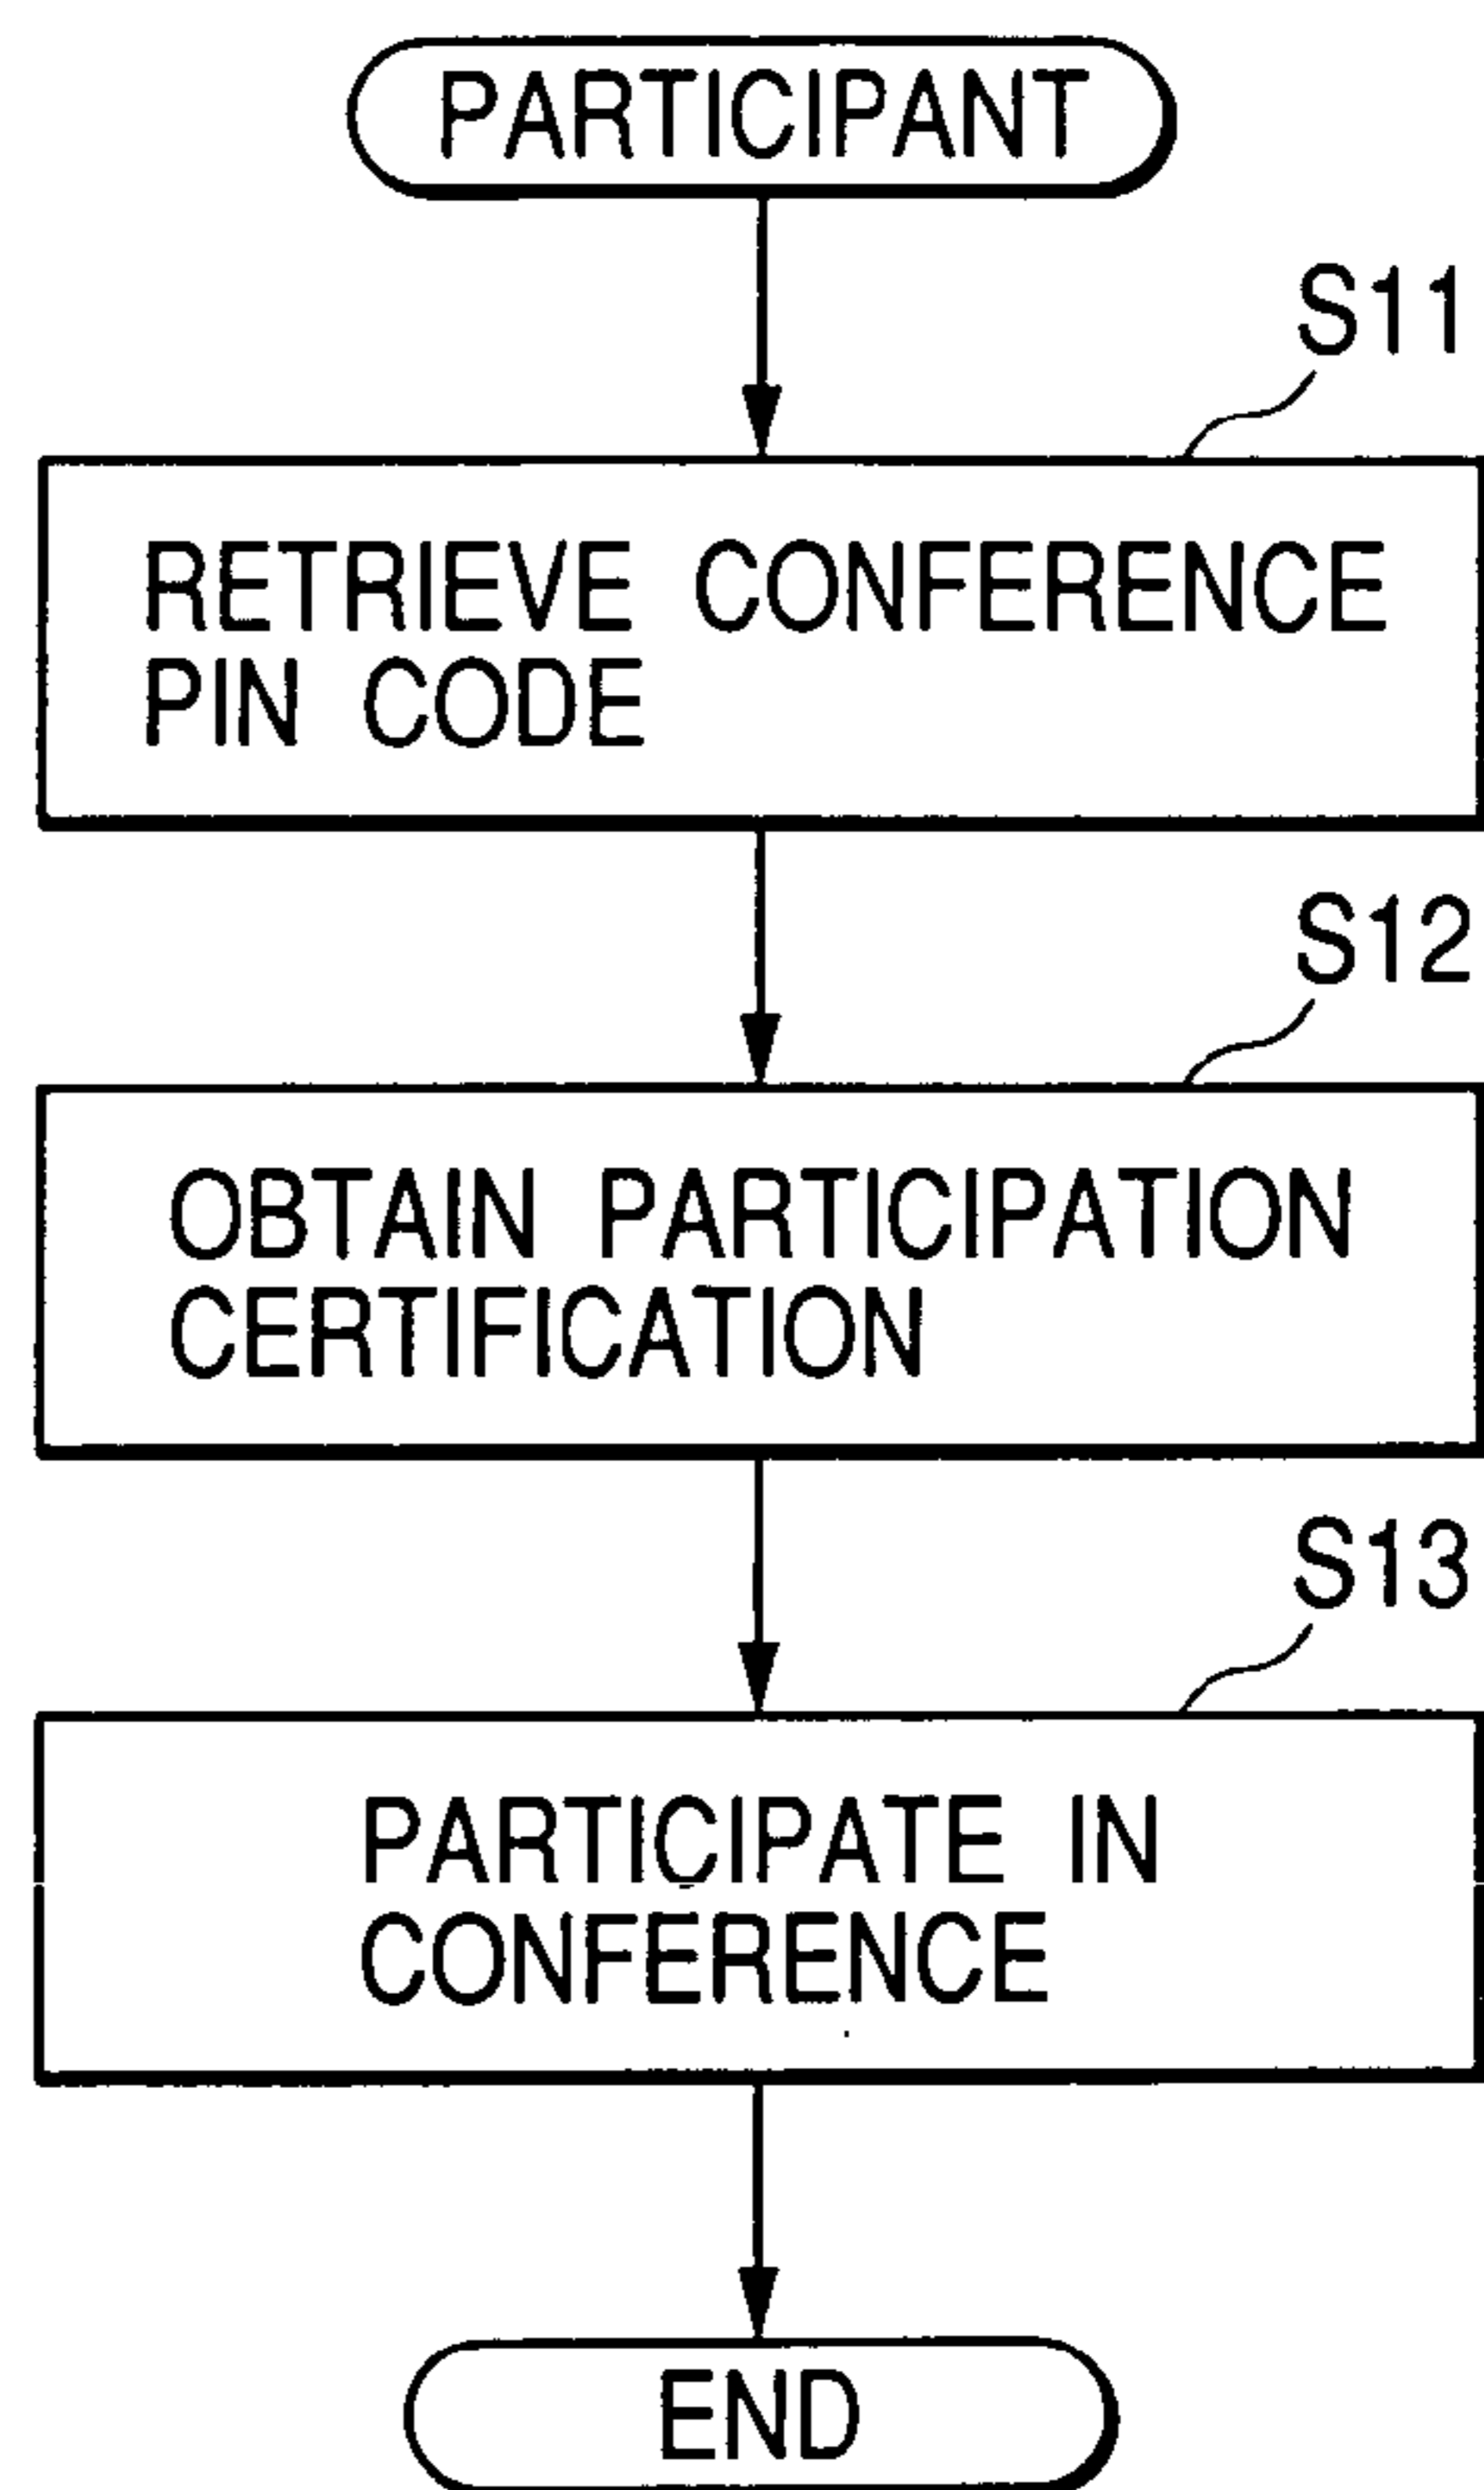 PARTICIPANT
S11
RETRIEVE CONFERENCE
PIN CODE
S12
OBTAIN PARTICIPATION
CERTIFICATION
S13
PARTICIPATE IN
CONFERENCE
END